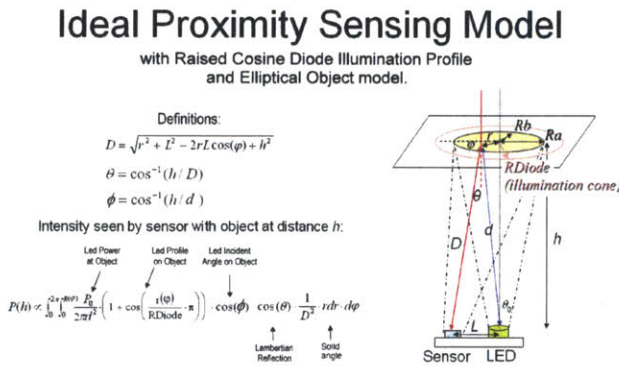 Ideal Proximity Sensing Model
with Raised Cosine Diode Illumination Profile
and Elliptical Object model.
Definitions:
D = √(r² + L² − 2rL cos(φ) + h²)
θ = cos⁻¹(h / D)
ϕ = cos⁻¹(h / d)
Intensity seen by sensor with object at distance h:
Led Power
at Object
Led Profile
on Object
Led Incident
Angle on Object
P(h) ∝ ∫₀^2π ∫₀^R(φ) P₀/2πd² · (1 + cos(r(φ)/RDiode · π)) · cos(ϕ) cos(θ) · 1/D² · rdr · dφ
Lambertian
Reflection
Solid
angle
Rb
r
Ra
φ
RDiode
(illumination cone)
θ
D
d
h
θ₀
L
Sensor LED